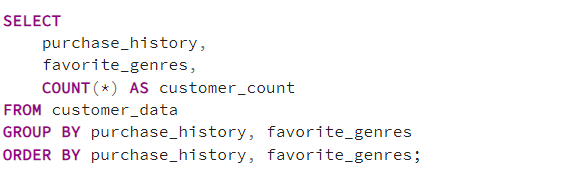 SELECT
    purchase_history,
    favorite_genres,
    COUNT(*) AS customer_count
FROM customer_data
GROUP BY purchase_history, favorite_genres
ORDER BY purchase_history, favorite_genres;